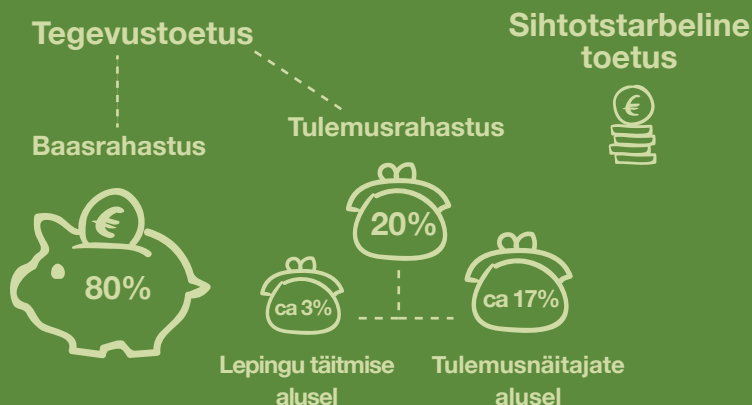 Tegevustoetus
Sihtotstarbeline
toetus
€
Baasrahastus
Tulemusrahastus
€
80%
20%
ca 3%
ca 17%
Lepingu täitmise
alusel
Tulemusnäitajate
alusel